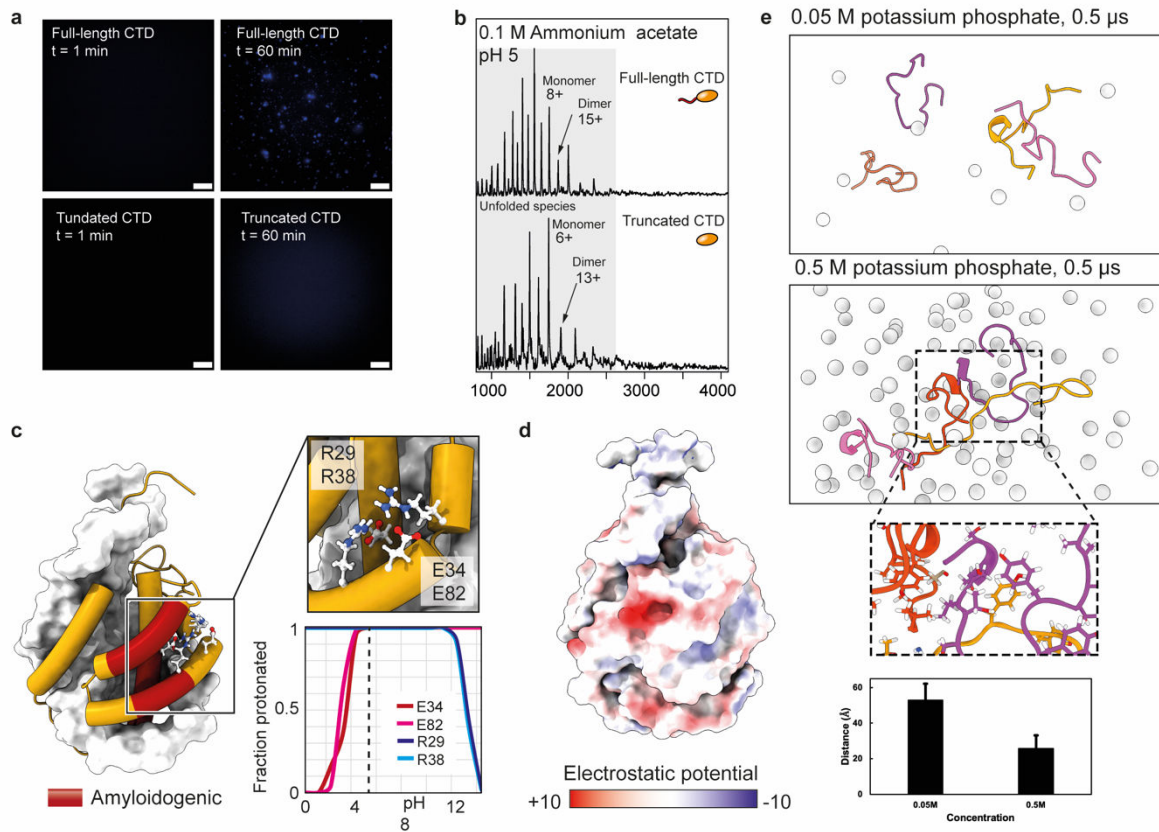 a
Full-length CTD
t = 1 min
Full-length CTD
t = 60 min
Tundated CTD
t = 1 min
Truncated CTD
t = 60 min
b
0.1 M Ammonium acetate
pH 5
Full-length CTD
Monomer
8+
Dimer
15+
Unfolded species
Truncated CTD
Monomer
6+
Dimer
13+
1000 2000 3000 4000
c
R29
R38
E34
E82
Amyloidogenic
Fraction protonated
1
0.5
0
E34
E82
R29
R38
0 4 pH 12
8
d
Electrostatic potential
+10 -10
e
0.05 M potassium phosphate, 0.5 µs
0.5 M potassium phosphate, 0.5 µs
Distance (Å)
60
40
20
0
0.05M 0.5M
Concentration